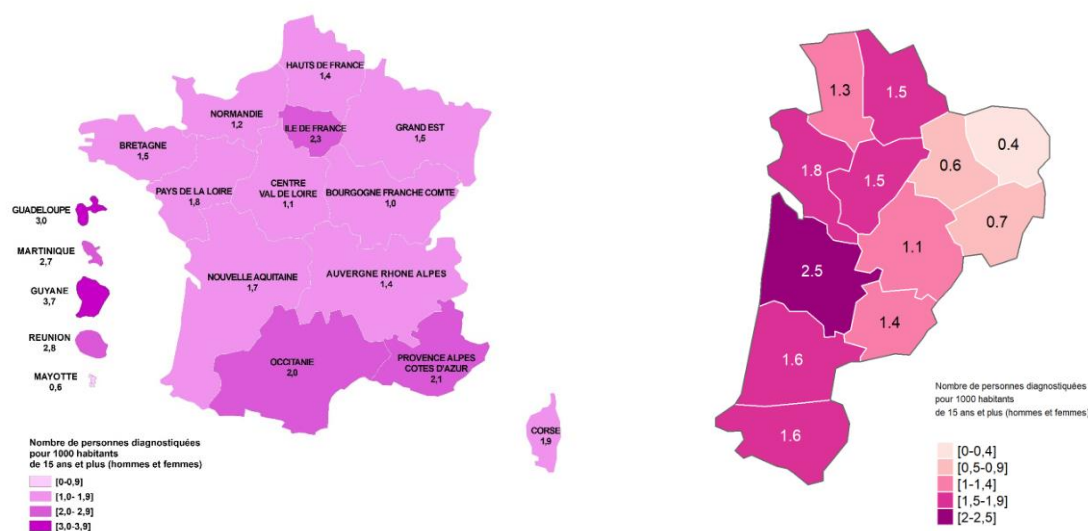 HAUTS DE FRANCE
1,4
NORMANDIE
1,2
ILE DE FRANCE
2,3
GRAND EST
1,5
BRETAGNE
1,5
PAYS DE LA LOIRE
1,8
CENTRE
VAL DE LOIRE
1,1
BOURGOGNE FRANCHE COMTE
1,0
GUADELOUPE
3,0
MARTINIQUE
2,7
GUYANE
3,7
REUNION
2,8
MAYOTTE
0,6
NOUVELLE AQUITAINE
1,7
AUVERGNE RHONE ALPES
1,4
OCCITANIE
2,0
PROVENCE ALPES
COTES D'AZUR
2,1
CORSE
1,9
Nombre de personnes diagnostiquées
pour 1000 habitants
de 15 ans et plus (hommes et femmes)
[0-0,9]
[1,0- 1,9]
[2,0- 2,9]
[3,0-3,9]
1.3
1.5
0.4
0.6
1.8
1.5
0.7
1.1
2.5
1.4
1.6
1.6
Nombre de personnes diagnostiquées
pour 1000 habitants
de 15 ans et plus (hommes et femmes)
[0-0,4]
[0,5-0,9]
[1-1,4]
[1,5-1,9]
[2-2,5]